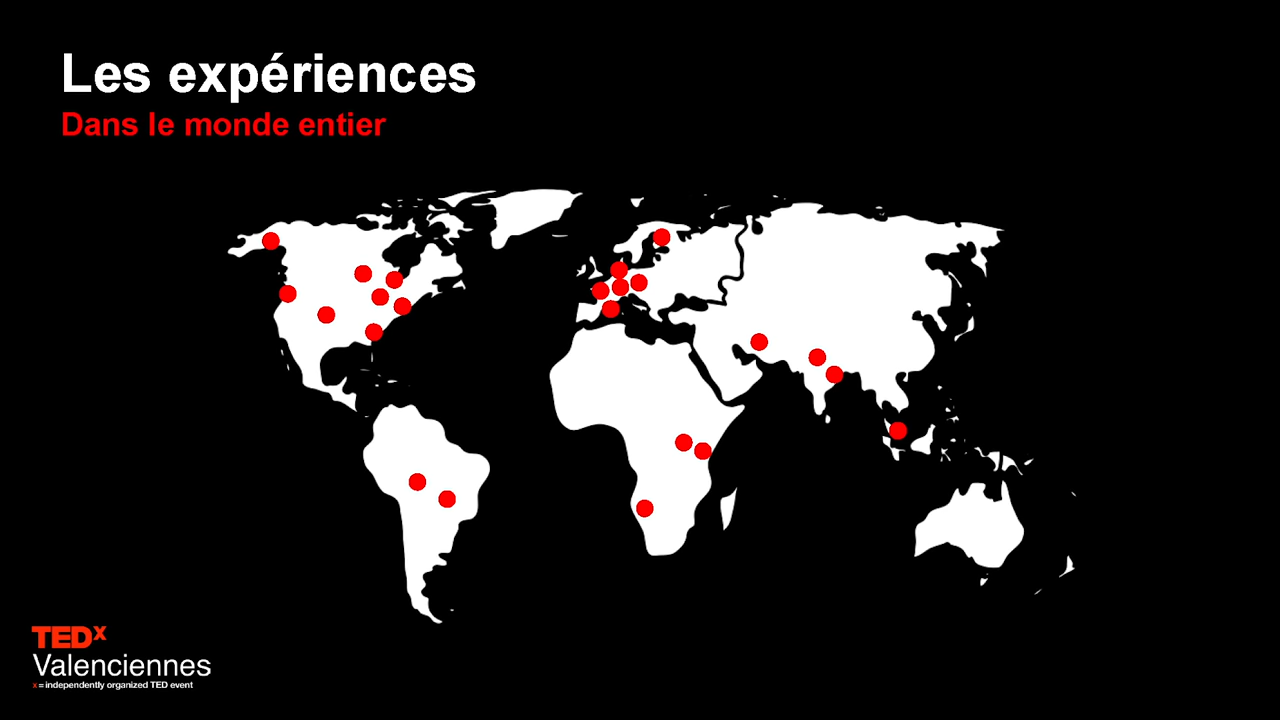 Les expériences
Dans le monde entier
TEDx
Valenciennes
x = independently organized TED event